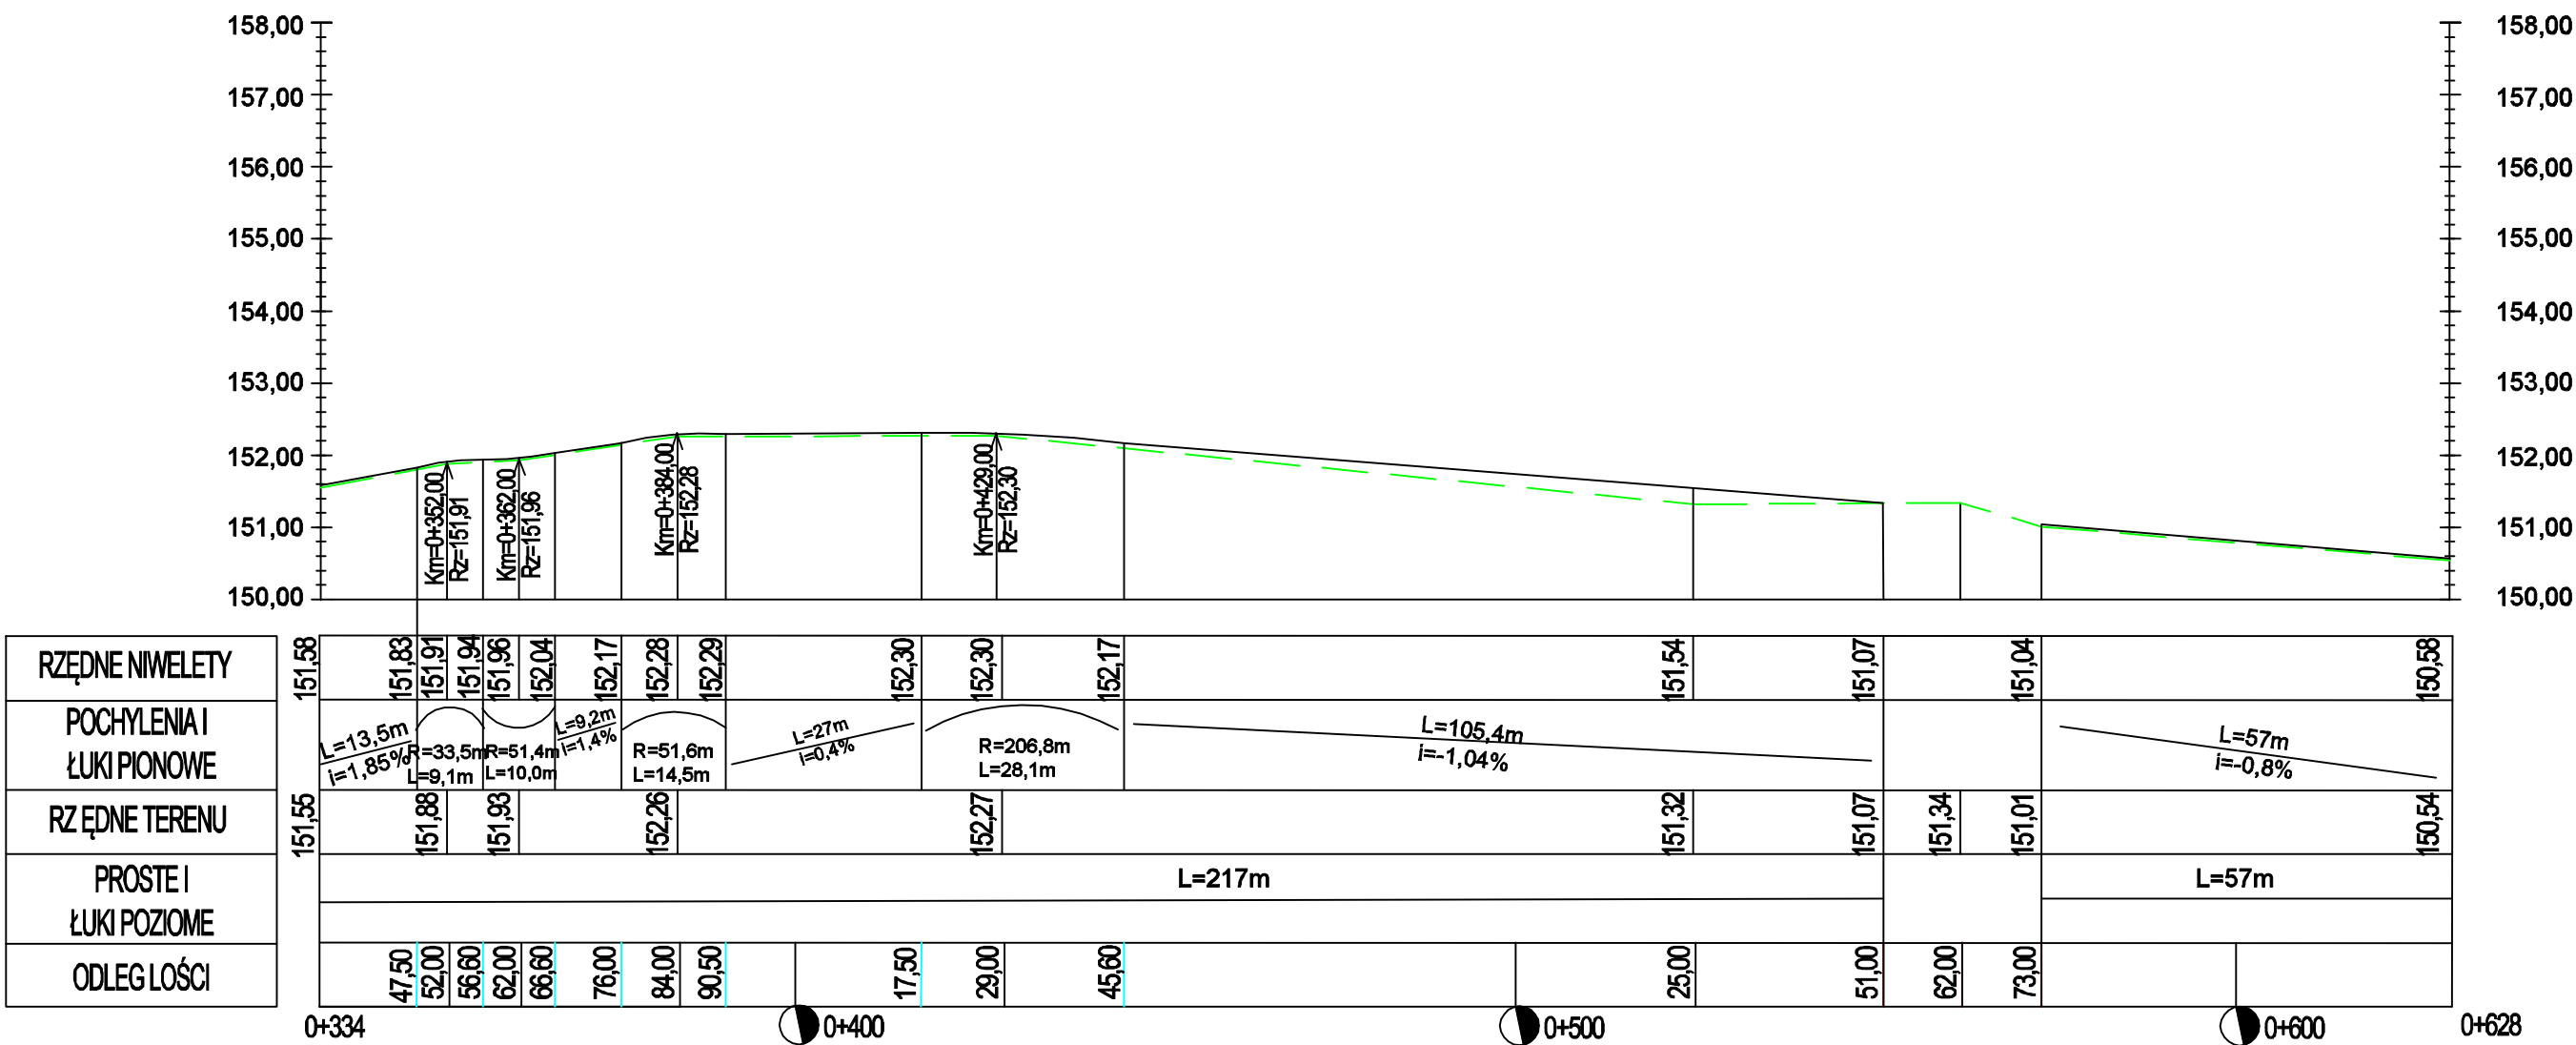 158,00
157,00
156,00
155,00
154,00
153,00
152,00
151,00
150,00
158,00
157,00
156,00
155,00
154,00
153,00
152,00
151,00
150,00
Km=0+352,00
Rz=151,91
Km=0+362,00
Rz=151,96
Km=0+384,00
Rz=152,28
Km=0+429,00
Rz=152,30
RZĘDNE NIWELETY
151,58
151,83
151,91
151,94
151,96
152,04
152,17
152,28
152,29
152,30
152,30
152,17
151,54
151,07
151,04
150,58
POCHYLENIA I
ŁUKI PIONOWE
L=13,5m
i=1,85%
R=33,5m
L=9,1m
R=51,4m
L=10,0m
L=9,2m
i=1,4%
R=51,6m
L=14,5m
L=27m
i=0,4%
R=206,8m
L=28,1m
L=105,4m
i=-1,04%
L=57m
i=-0,8%
RZ ĘDNE TERENU
151,55
151,88
151,93
152,26
152,27
151,32
151,07
151,34
151,01
150,54
PROSTE I
ŁUKI POZIOME
L=217m
L=57m
ODLEG LOŚCI
47,50
52,00
56,60
62,00
66,60
76,00
84,00
90,50
17,50
29,00
45,60
25,00
51,00
62,00
73,00
0+334
0+400
0+500
0+600
0+628